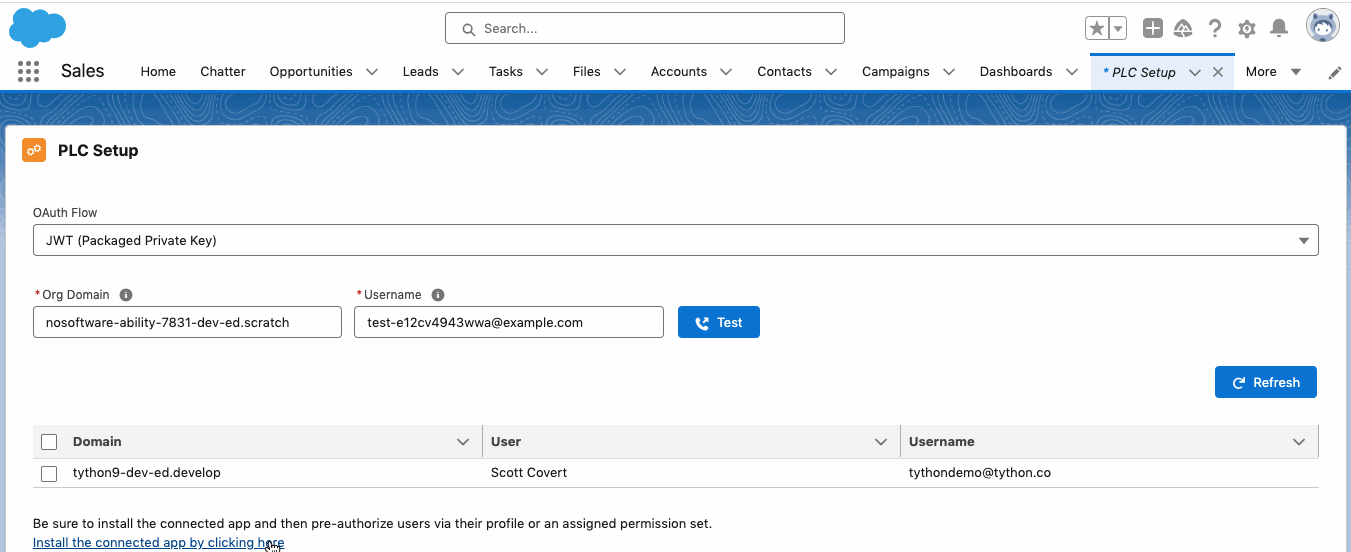 Search...
Sales Home Chatter Opportunities Leads Tasks Files Accounts Contacts Campaigns Dashboards * PLC Setup More
PLC Setup
OAuth Flow
JWT (Packaged Private Key)
*Org Domain *Username
nosoftware-ability-7831-dev-ed.scratch test-e12cv4943wwa@example.com Test
Refresh
Domain User Username
tython9-dev-ed.develop Scott Covert tythondemo@tython.co
Be sure to install the connected app and then pre-authorize users via their profile or an assigned permission set.
Install the connected app by clicking here